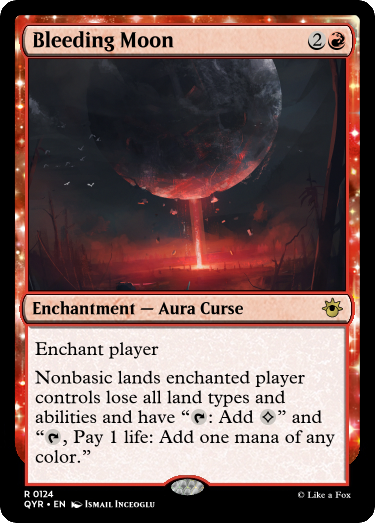 Bleeding Moon 2
Enchantment — Aura Curse
Enchant player
Nonbasic lands enchanted player
controls lose all land types and
abilities and have “: Add ” and
“, Pay 1 life: Add one mana of any
color.”
R 0124
QYR • EN Ismail Inceoglu
© Like a Fox